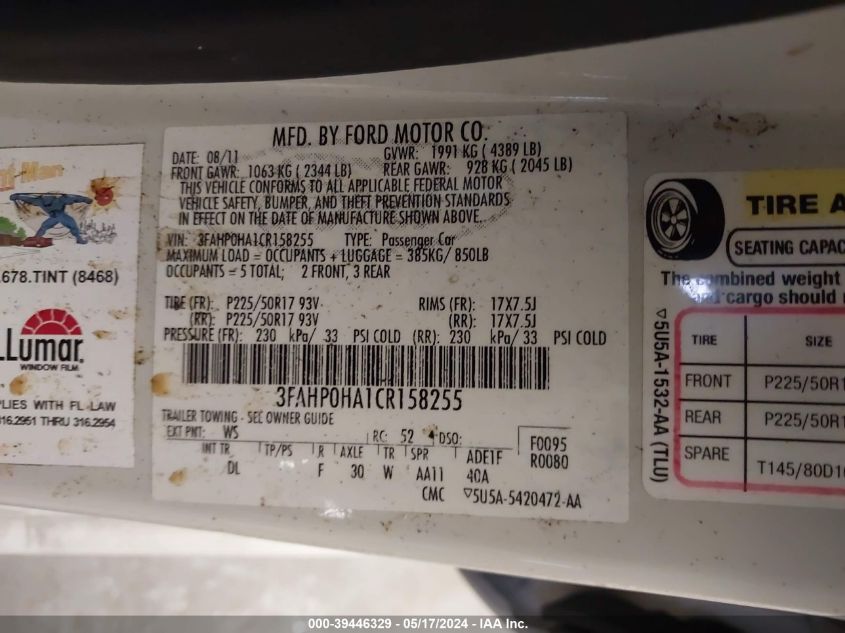 MFD. BY FORD MOTOR CO.
DATE: 08/11 GVWR: 1991 KG ( 4389 LB)
FRONT GAWR: 1063 KG ( 2344 LB) REAR GAWR: 928 KG ( 2045 LB)
THIS VEHICLE CONFORMS TO ALL APPLICABLE FEDERAL MOTOR
VEHICLE SAFETY, BUMPER, AND THEFT PREVENTION STANDARDS
IN EFFECT ON THE DATE OF MANUFACTURE SHOWN ABOVE.
VIN: 3FAHP0HA1CR158255 TYPE: Passenger Car
MAXIMUM LOAD = OCCUPANTS + LUGGAGE = 385KG/ 850LB
OCCUPANTS = 5 TOTAL; 2 FRONT, 3 REAR
TIRE (FR): P225/50R17 93V RIMS (FR): 17X7.5J
(RR): P225/50R17 93V (RR): 17X7.5J
PRESSURE (FR): 230 kPa/ 33 PSI COLD (RR): 230 kPa/ 33 PSI COLD
3FAHP0HA1CR158255
TRAILER TOWING - SEE OWNER GUIDE
EXT PNT: WS RC: 52 DSO: F0095
INT TR TP/PS R AXLE TR SPR ADE1F R0080
DL F 30 W AA11 40A
CMC ▽5U5A-5420472-AA
Man
.678.TINT (8468)
LLumar.
WINDOW FILM
PLIES WITH FL LAW
316.2951 THRU 316.2954
TIRE A
SEATING CAPAC
The combined weight
and cargo should
▽5U5A-1532-AA (TLU)
TIRE SIZE
FRONT P225/50R1
REAR P225/50R1
SPARE T145/80D1
000-39446329 - 05/17/2024 - IAA Inc.